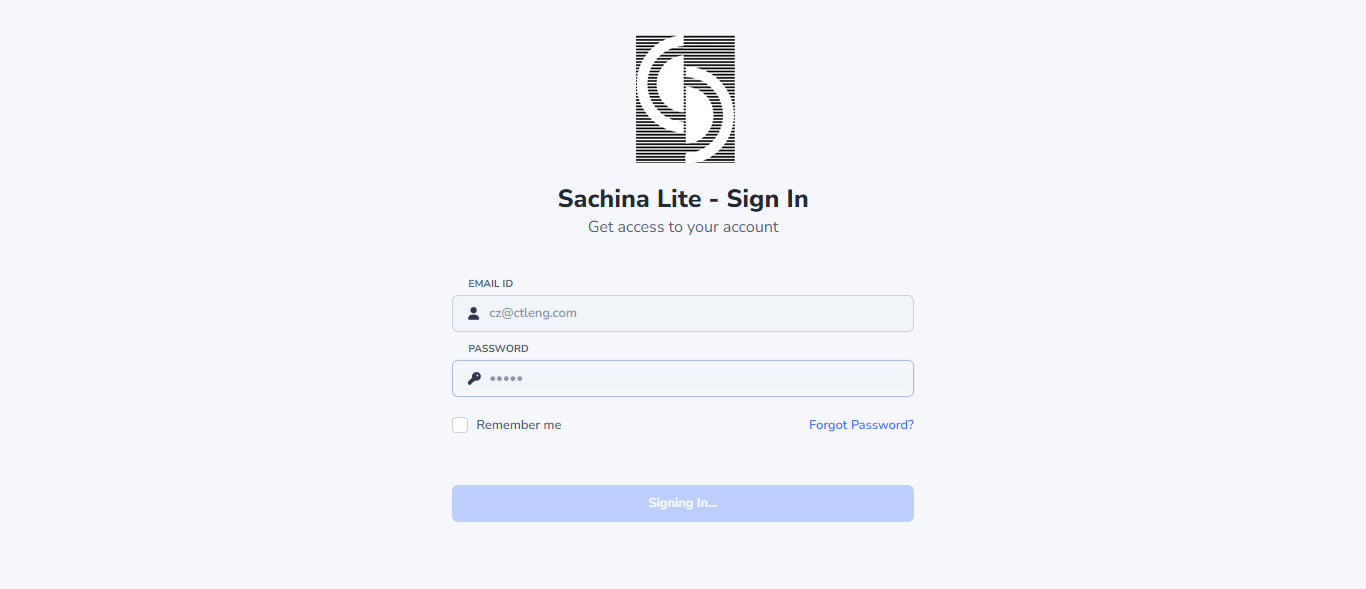 Sachina Lite - Sign In
Get access to your account
EMAIL ID
cz@ctleng.com
PASSWORD
•••••
Remember me
Forgot Password?
Signing In...